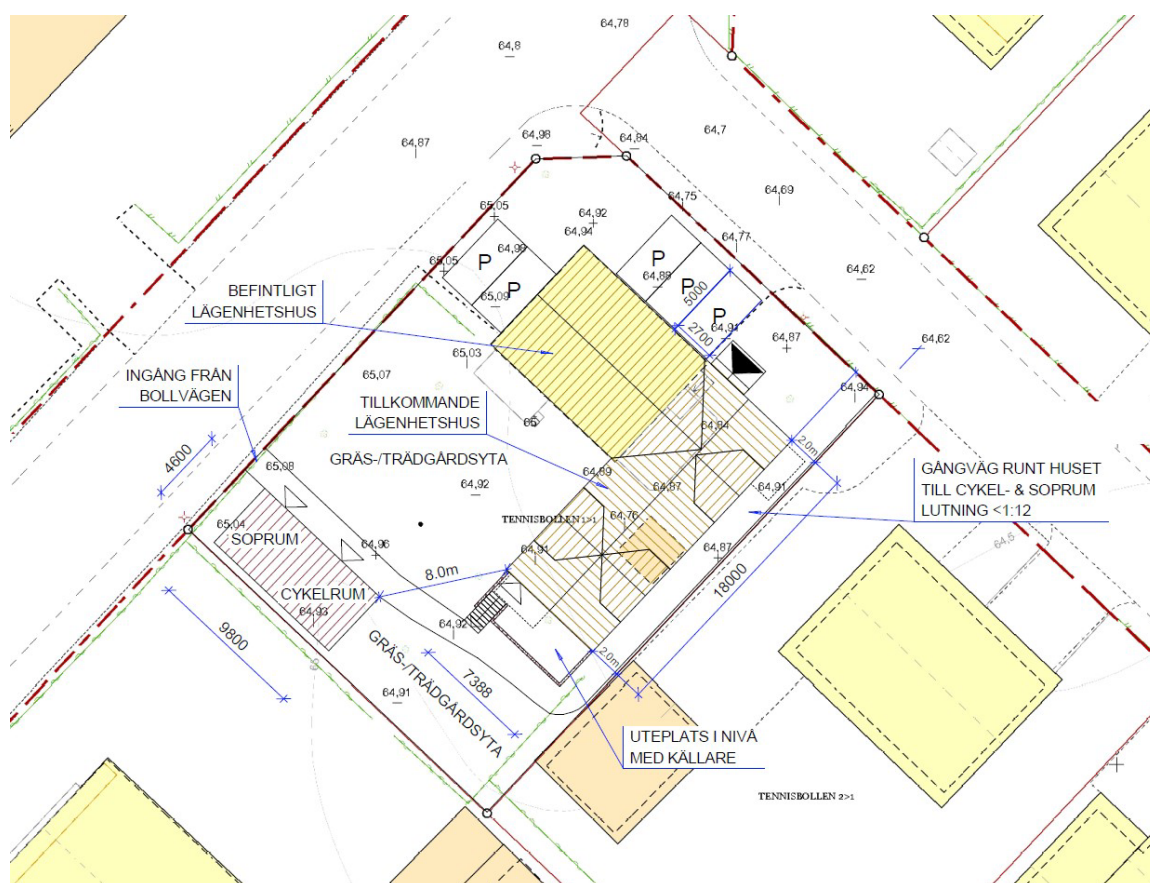 64,78
64,8
64,98
64,94
64,87
64,7
64,75
64,69
65,05
64,92
64,94
64,77
65,05
64,98
P
64,88
P
64,62
65,09
P
P
5000
P
BEFINTLIGT
LÄGENHETSHUS
2700
64,91
64,87
64,62
65,03
INGÅNG FRÅN
BOLLVÄGEN
65,07
64,94
TILLKOMMANDE
LÄGENHETSHUS
65
64,84
4600
GRÄS-/TRÄDGÅRDSYTA
2.0m
65,08
64,89
64,87
64,91
GÅNGVÄG RUNT HUSET
TILL CYKEL- & SOPRUM
LUTNING <1:12
64,92
65,04
TENNISBOLLEN 1>1
64,76
SOPRUM
64,96
64,91
64,87
64,5
8.0m
CYKELRUM
18000
64,93
9800
64,92
GRÄS-/TRÄDGÅRDSYTA
2.0m
7388
64,91
UTEPLATS I NIVÅ
MED KÄLLARE
TENNISBOLLEN 2>1